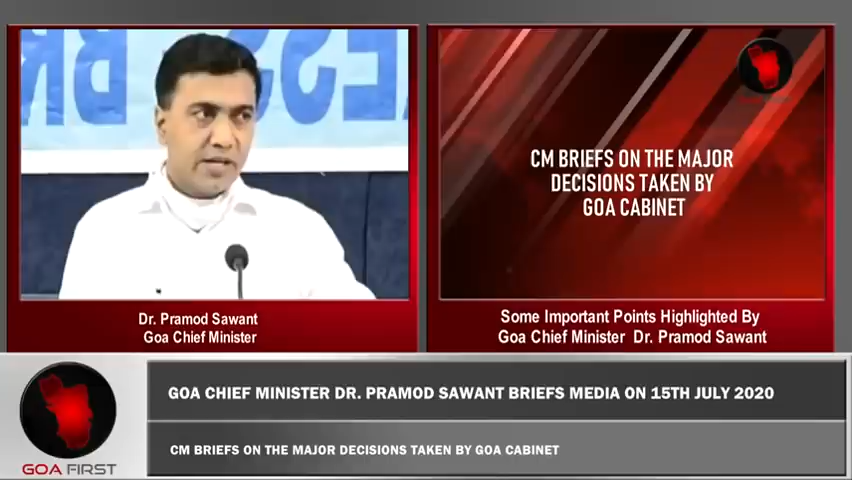 CM BRIEFS ON THE MAJOR
DECISIONS TAKEN BY
GOA CABINET
Dr. Pramod Sawant
Goa Chief Minister
Some Important Points Highlighted By
Goa Chief Minister Dr. Pramod Sawant
GOA CHIEF MINISTER DR. PRAMOD SAWANT BRIEFS MEDIA ON 15TH JULY 2020
CM BRIEFS ON THE MAJOR DECISIONS TAKEN BY GOA CABINET
GOA FIRST